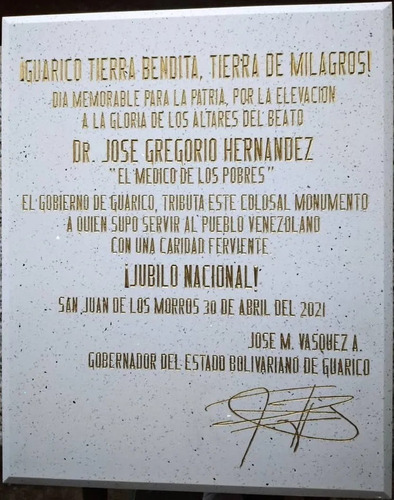 ¡GUARICO TIERRA BENDITA, TIERRA DE MILAGROS!
DIA MEMORABLE PARA LA PATRIA, POR LA ELEVACION
A LA GLORIA DE LOS ALTARES DEL BEATO
DR. JOSE GREGORIO HERNANDEZ
"EL MEDICO DE LOS POBRES"
EL GOBIERNO DE GUÁRICO, TRIBUTA ESTE COLOSAL MONUMENTO
A QUIEN SUPO SERVIR AL PUEBLO VENEZOLANO
CON UNA CARIDAD FERVIENTE
¡JUBILO NACIONAL!
SAN JUAN DE LOS MORROS 30 DE ABRIL DEL 2021
JOSE M. VASQUEZ A.
GOBERNADOR DEL ESTADO BOLIVARIANO DE GUARICO